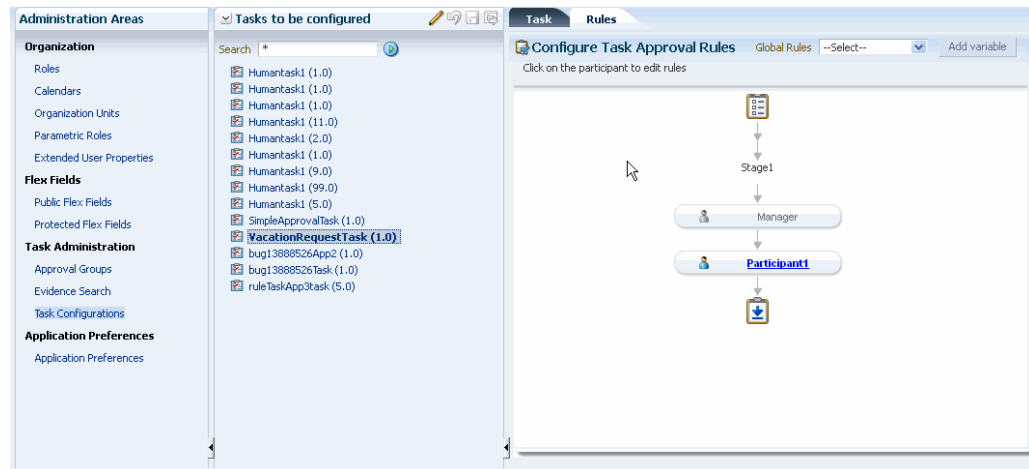 Administration Areas
Organization
Roles
Calendars
Organization Units
Parametric Roles
Extended User Properties
Flex Fields
Public Flex Fields
Protected Flex Fields
Task Administration
Approval Groups
Evidence Search
Task Configurations
Application Preferences
Application Preferences
Tasks to be configured
Search *
Humantask1 (1.0)
Humantask1 (1.0)
Humantask1 (1.0)
Humantask1 (11.0)
Humantask1 (2.0)
Humantask1 (1.0)
Humantask1 (9.0)
Humantask1 (99.0)
Humantask1 (5.0)
SimpleApprovalTask (1.0)
VacationRequestTask (1.0)
bug13888526App2 (1.0)
bug13888526Task (1.0)
ruleTaskApp3task (5.0)
Task Rules
Configure Task Approval Rules Global Rules --Select-- Add variable
Click on the participant to edit rules
Stage1
Manager
Participant1